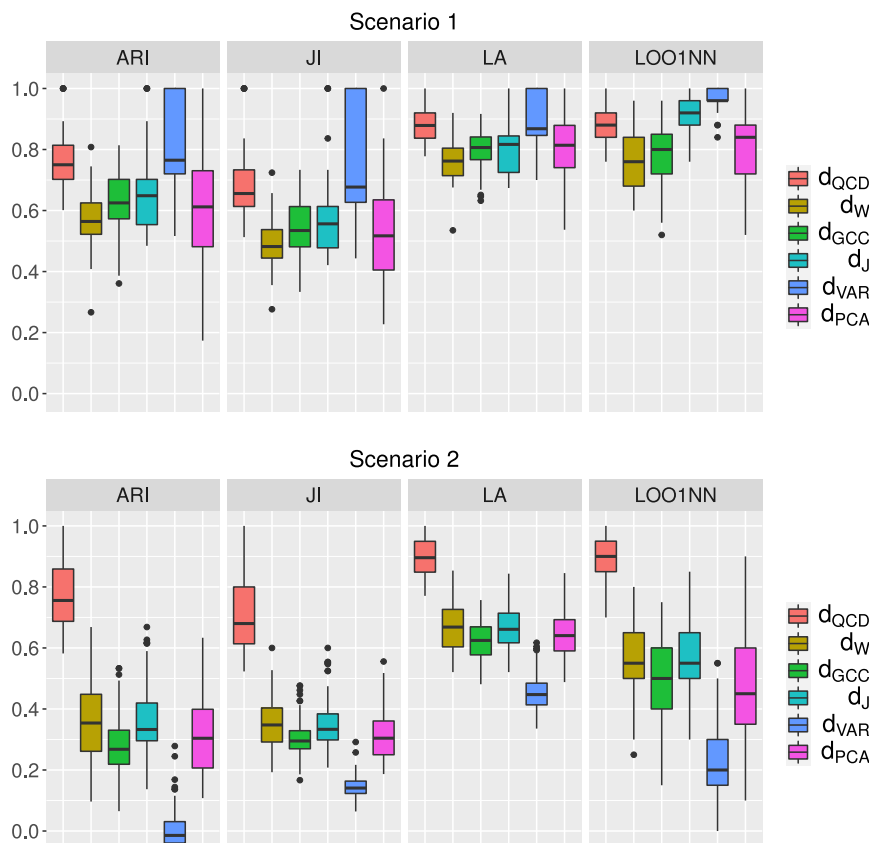 Scenario 1
ARI JI LA LOO1NN
1.0
0.8
0.6
0.4
0.2
0.0
dQCD
dW
dGCC
dJ
dVAR
dPCA
Scenario 2
ARI JI LA LOO1NN
1.0
0.8
0.6
0.4
0.2
0.0
dQCD
dW
dGCC
dJ
dVAR
dPCA